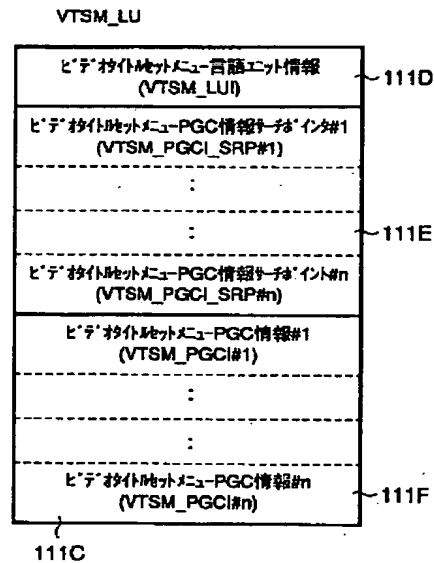 VTSM_LU
ビデオタイトルセットメニュー言語ユニット情報
(VTSM_LUI)
111D
ビデオタイトルセットメニューPGC情報サーチポインタ#1
(VTSM_PGCI_SRP#1)
:
:
111E
ビデオタイトルセットメニューPGC情報サーチポイント#n
(VTSM_PGCI_SRP#n)
ビデオタイトルセットメニューPGC情報#1
(VTSM_PGCI#1)
:
:
ビデオタイトルセットメニューPGC情報#n
(VTSM_PGCI#n)
111F
111C